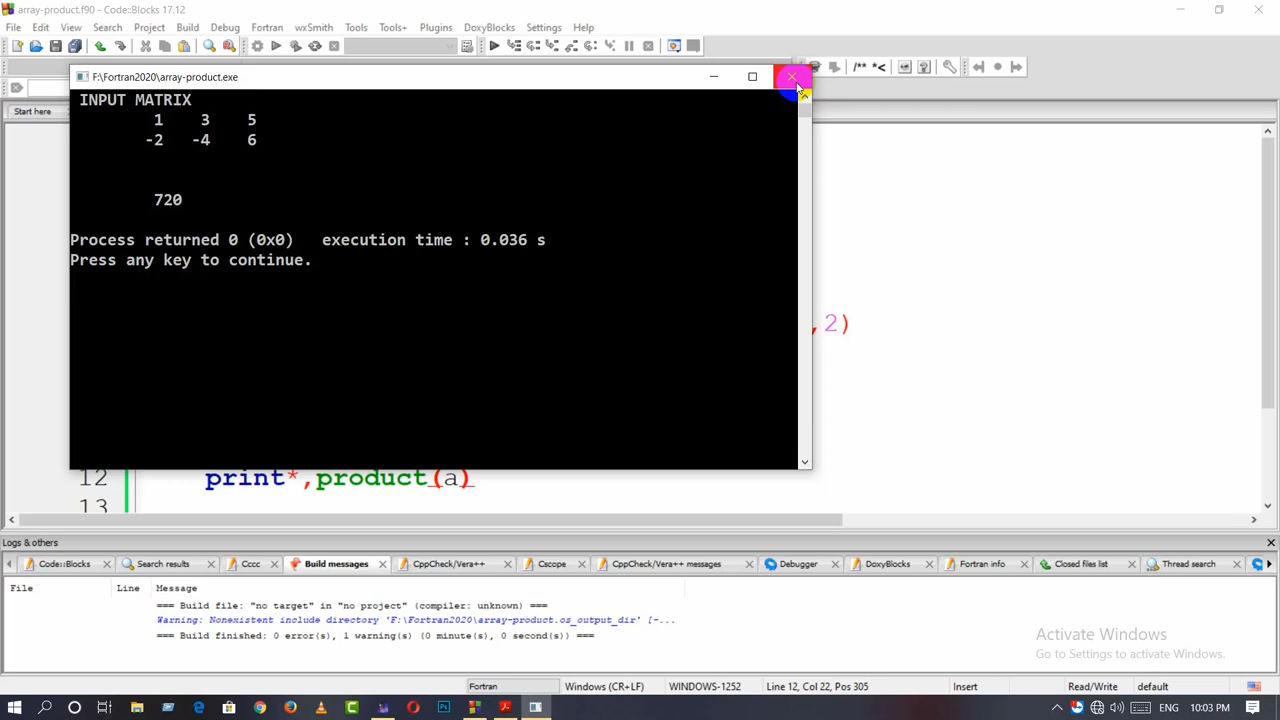 array-product.f90 - Code::Blocks 17.12
File Edit View Search Project Build Debug Fortran wxSmith Tools Tools+ Plugins DoxyBlocks Settings Help
/** *<
F:\Fortran2020\array-product.exe
Start here
INPUT MATRIX
1 3 5
-2 -4 6
720
Process returned 0 (0x0) execution time : 0.036 s
Press any key to continue.
,2)
12 print*,product(a)
13
Logs & others
Code::Blocks Search results Cccc Build messages CppCheck/Vera++ Cscope CppCheck/Vera++ messages Debugger DoxyBlocks Fortran info Closed files list Thread search
File Line Message
=== Build file: "no target" in "no project" (compiler: unknown) ===
Warning: Nonexistent include directory 'F:\Fortran2020\array-product.os_output_dir' [-...
=== Build finished: 0 error(s), 1 warning(s) (0 minute(s), 0 second(s)) ===
Activate Windows
Go to Settings to activate Windows.
Fortran Windows (CR+LF) WINDOWS-1252 Line 12, Col 22, Pos 305 Insert Read/Write default
ENG 10:03 PM